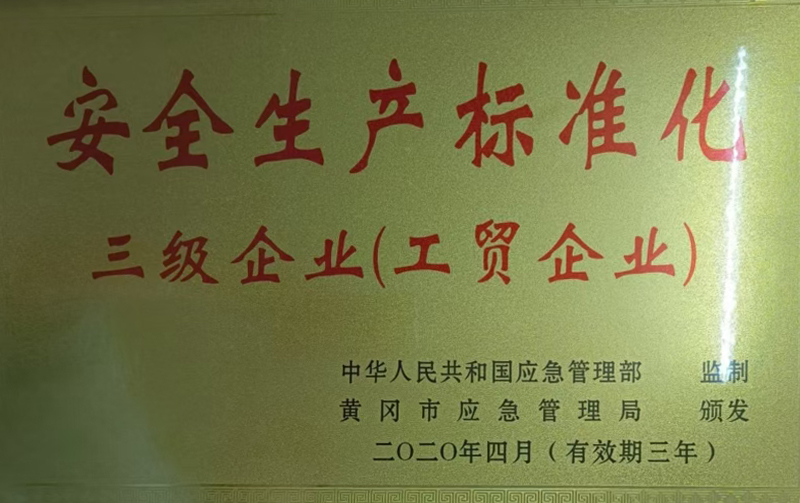 安全生产标准化
三级企业(工贸企业)
中华人民共和国应急管理部 监制
黄冈市应急管理局 颁发
二〇二〇年四月(有效期三年)